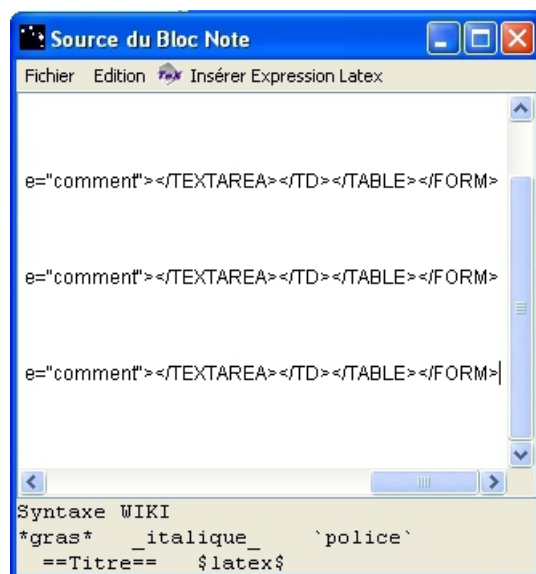 Source du Bloc Note
Fichier Edition TeX Insérer Expression Latex
e="comment"></TEXTAREA></TD></TABLE></FORM>
e="comment"></TEXTAREA></TD></TABLE></FORM>
e="comment"></TEXTAREA></TD></TABLE></FORM>
Syntaxe WIKI
*gras* _italique_ `police`
==Titre== $latex$